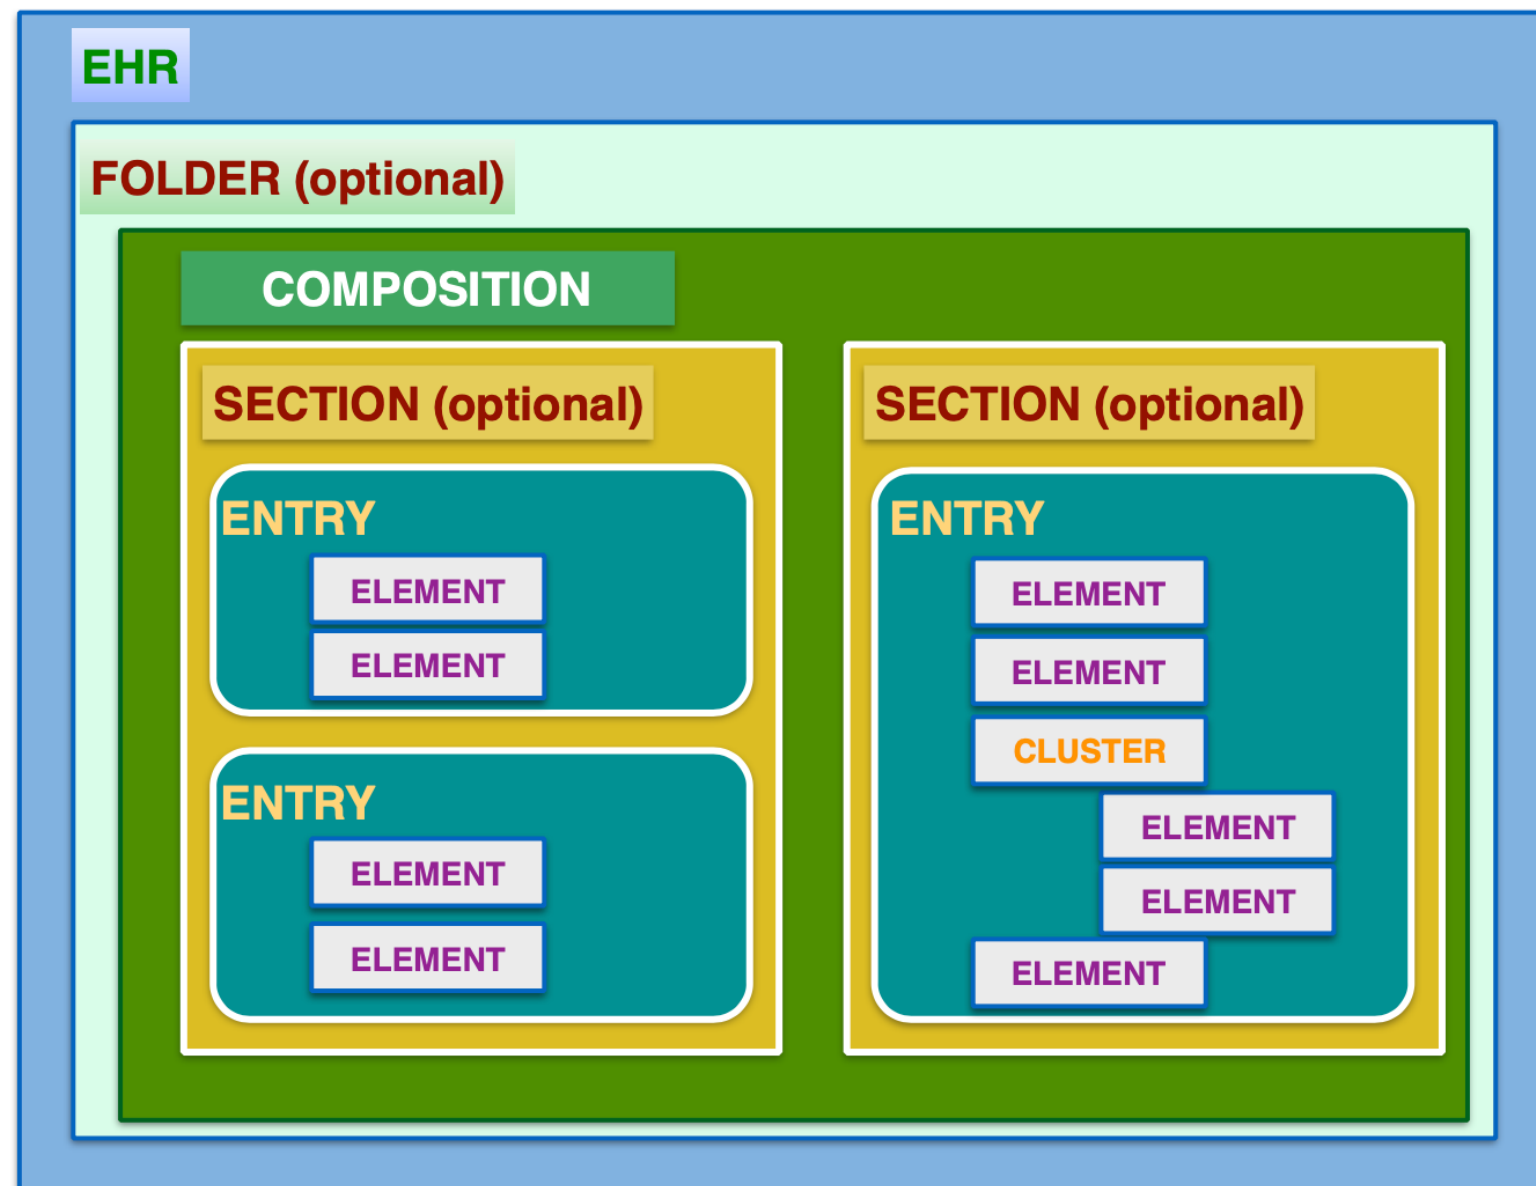 EHR
FOLDER (optional)
COMPOSITION
SECTION (optional)
ENTRY
ELEMENT
ELEMENT
ENTRY
ELEMENT
ELEMENT
SECTION (optional)
ENTRY
ELEMENT
ELEMENT
CLUSTER
ELEMENT
ELEMENT
ELEMENT